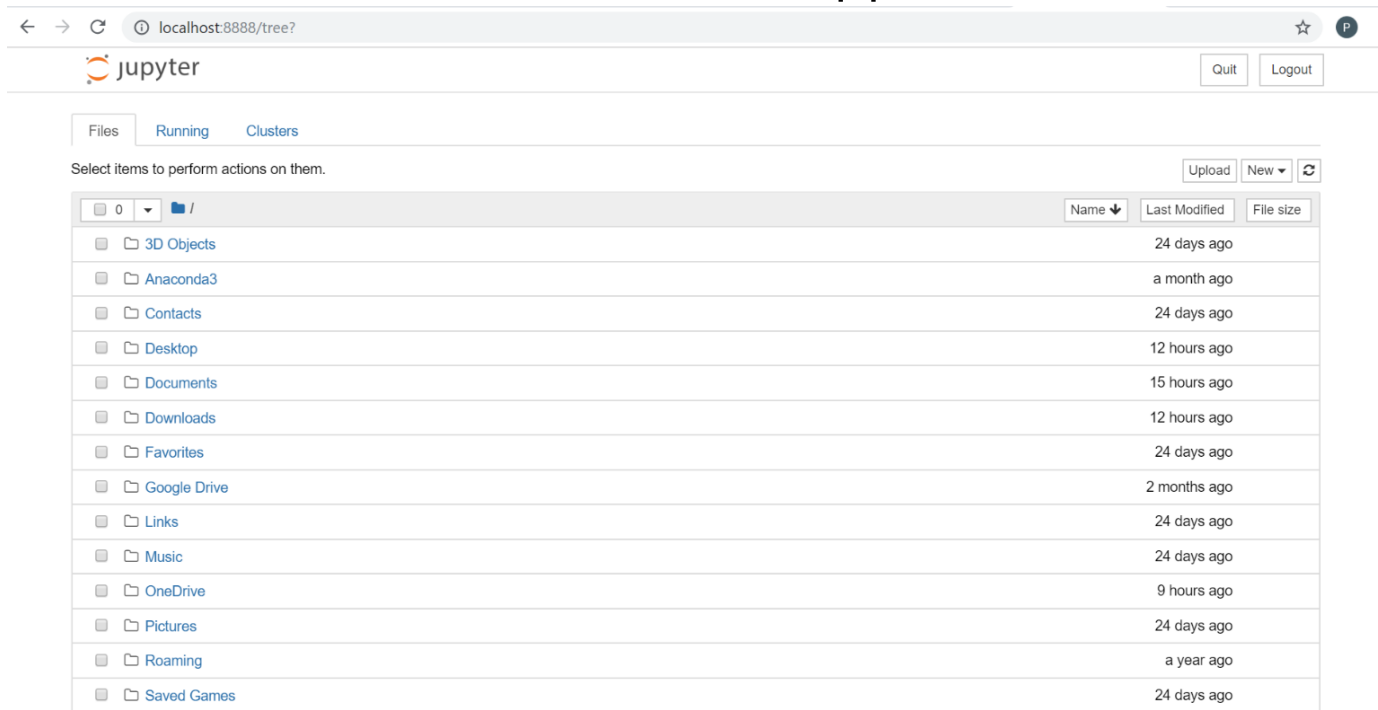 localhost:8888/tree?
P
jupyter
Quit Logout
Files Running Clusters
Select items to perform actions on them.
Upload New
0 /
Name Last Modified File size
3D Objects 24 days ago
Anaconda3 a month ago
Contacts 24 days ago
Desktop 12 hours ago
Documents 15 hours ago
Downloads 12 hours ago
Favorites 24 days ago
Google Drive 2 months ago
Links 24 days ago
Music 24 days ago
OneDrive 9 hours ago
Pictures 24 days ago
Roaming a year ago
Saved Games 24 days ago